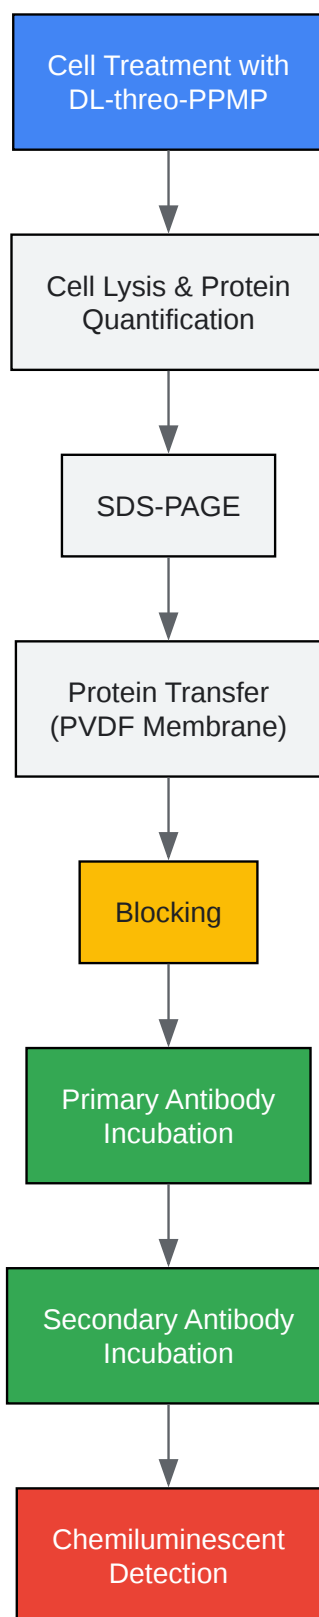 Cell Treatment with
DL-threo-PPMP
Cell Lysis & Protein
Quantification
SDS-PAGE
Protein Transfer
(PVDF Membrane)
Blocking
Primary Antibody
Incubation
Secondary Antibody
Incubation
Chemiluminescent
Detection